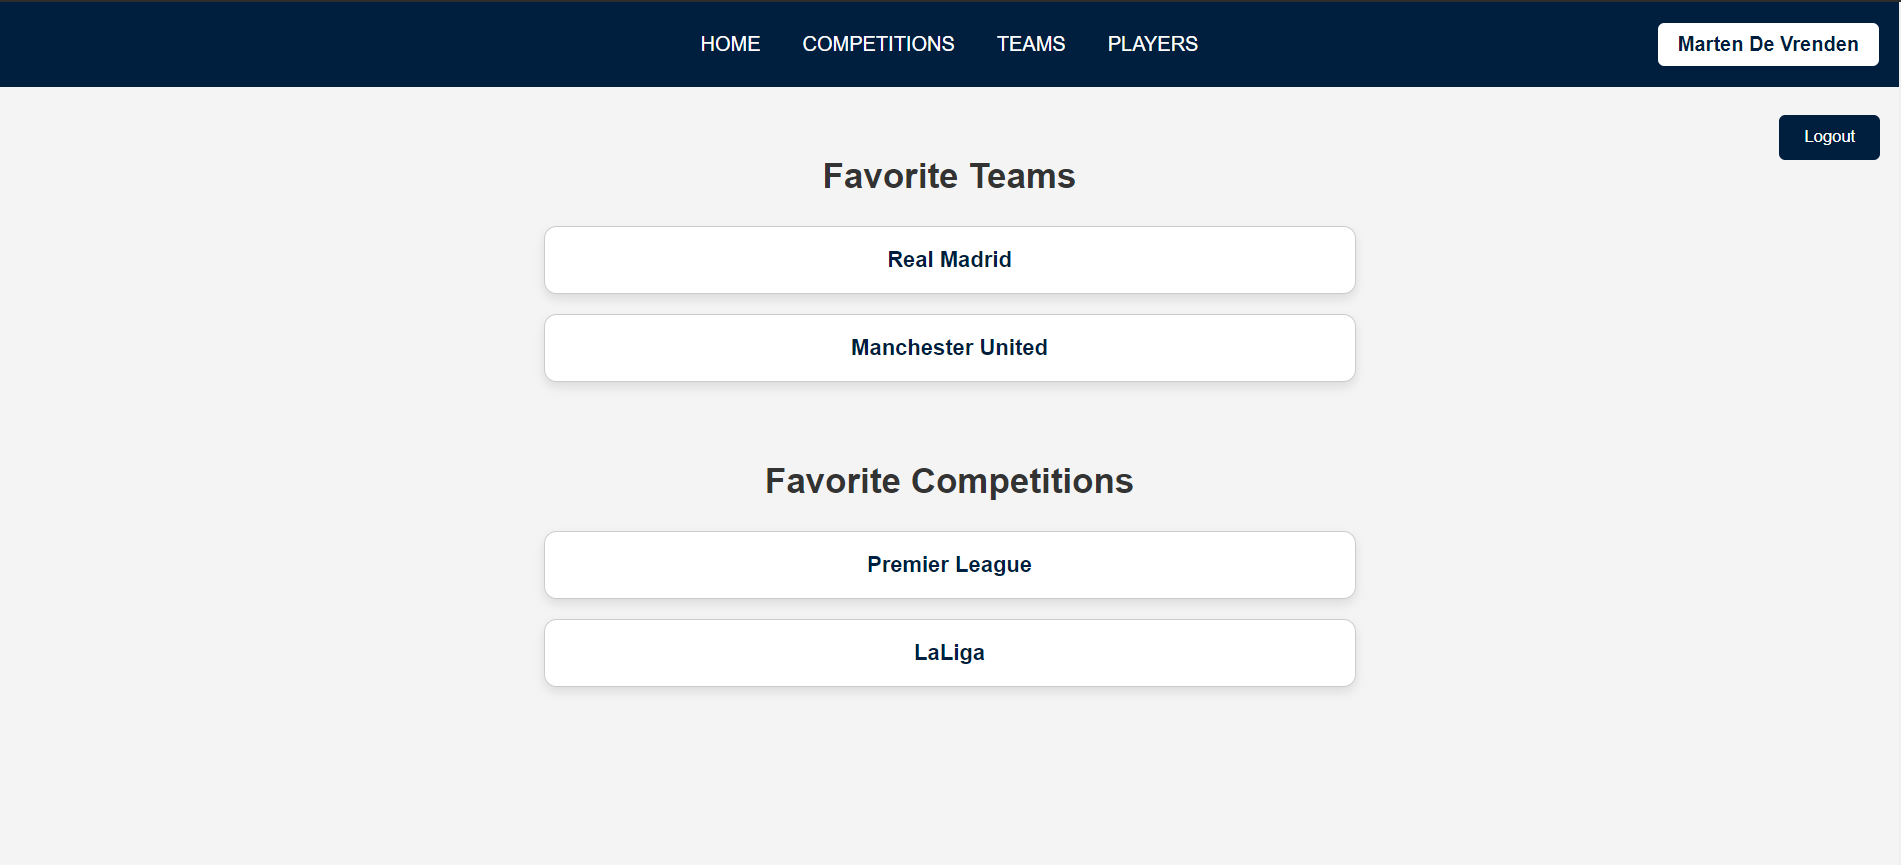 HOME COMPETITIONS TEAMS PLAYERS Marten De Vrenden
Logout
Favorite Teams
Real Madrid
Manchester United
Favorite Competitions
Premier League
LaLiga